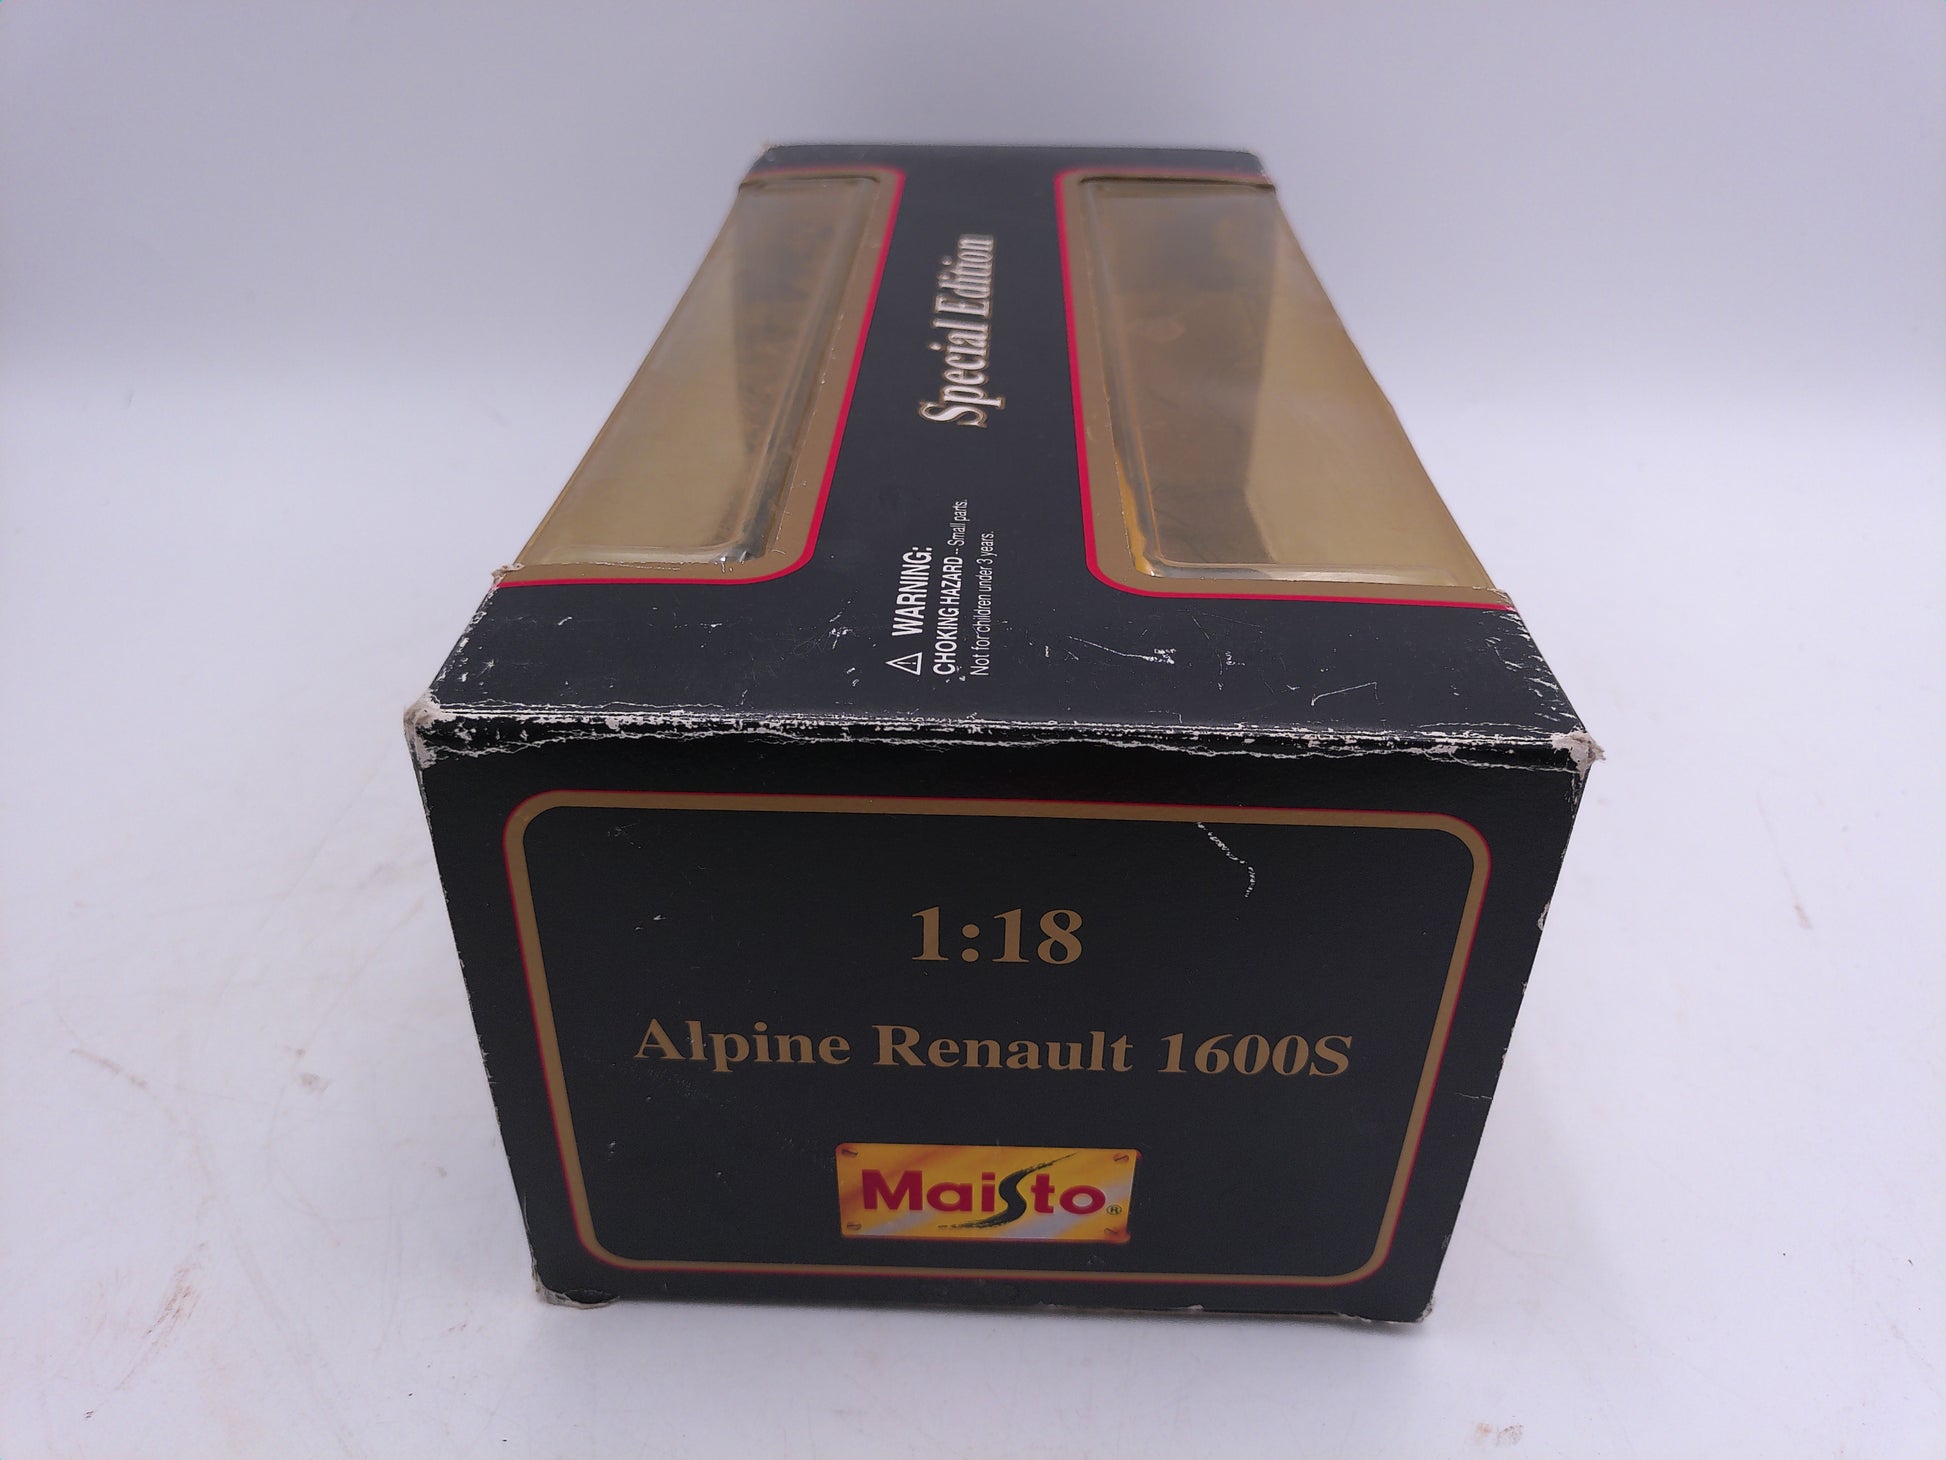 Special Edition
⚠ WARNING:
CHOKING HAZARD -- Small parts.
Not for children under 3 years.
1:18
Alpine Renault 1600S
Maisto®